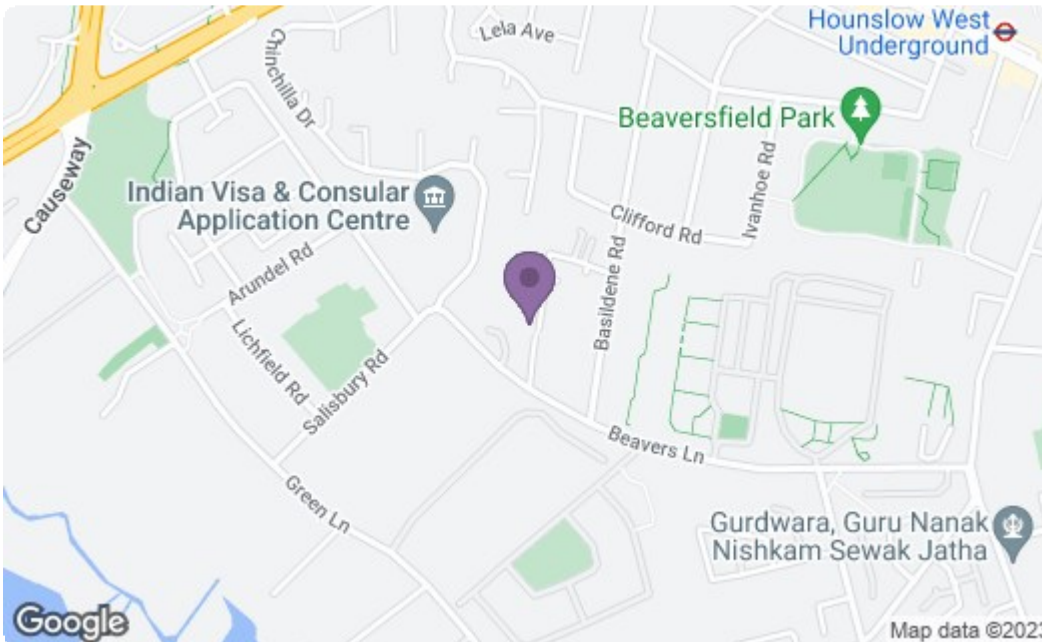 Hounslow West
Underground
Lela Ave
Chinchilla Dr
Beaversfield Park
Causeway
Indian Visa & Consular
Application Centre
Ivanhoe Rd
Clifford Rd
Arundel Rd
Basildene Rd
Lichfield Rd
Salisbury Rd
Beavers Ln
Green Ln
Gurdwara, Guru Nanak
Nishkam Sewak Jatha
Google
Map data ©202